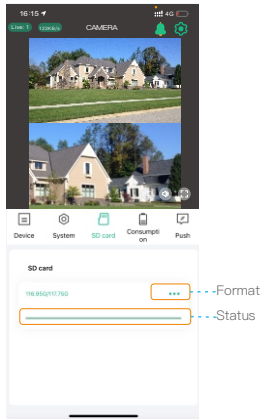 16:15
4G
Live: 1
CAMERA
Device
System
SD card
Consumpti
on
Push
SD card
116.95G/117.75G
Format
Status